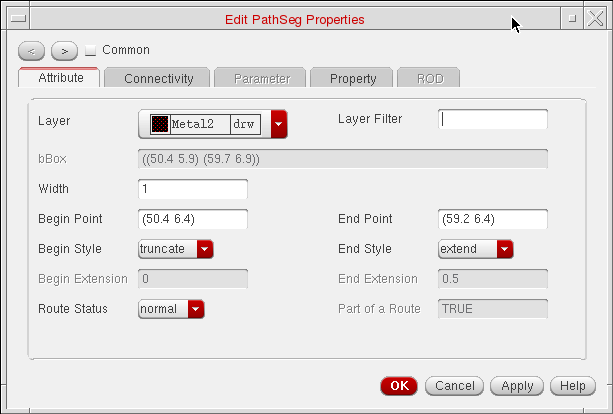 Edit PathSeg Properties
< > Common
Attribute Connectivity Parameter Property ROD
Layer Metal2 drw Layer Filter
bBox ((50.4 5.9) (59.7 6.9))
Width 1
Begin Point (50.4 6.4) End Point (59.2 6.4)
Begin Style truncate End Style extend
Begin Extension 0 End Extension 0.5
Route Status normal Part of a Route TRUE
OK Cancel Apply Help